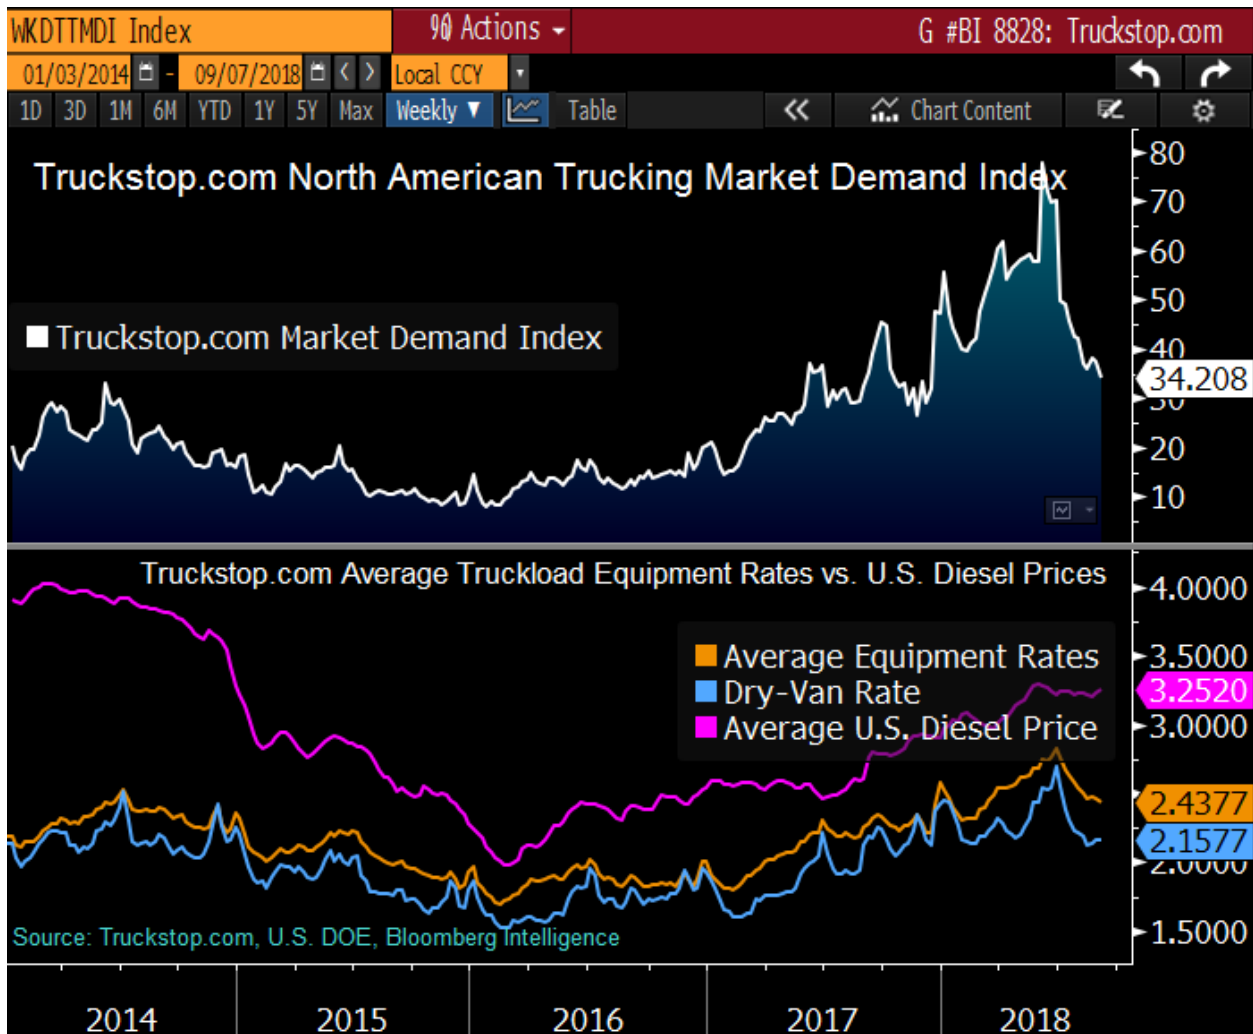 WKDTTMDI Index 90 Actions G #BI 8828: Truckstop.com
01/03/2014 - 09/07/2018 Local CCY
1D 3D 1M 6M YTD 1Y 5Y Max Weekly ▼ Table « Chart Content
Truckstop.com North American Trucking Market Demand Index
Truckstop.com Market Demand Index
80
70
60
50
40
34.208
30
20
10
Truckstop.com Average Truckload Equipment Rates vs. U.S. Diesel Prices
Average Equipment Rates
Dry-Van Rate
Average U.S. Diesel Price
4.0000
3.5000
3.2520
3.0000
2.4377
2.1577
2.0000
1.5000
Source: Truckstop.com, U.S. DOE, Bloomberg Intelligence
2014 2015 2016 2017 2018